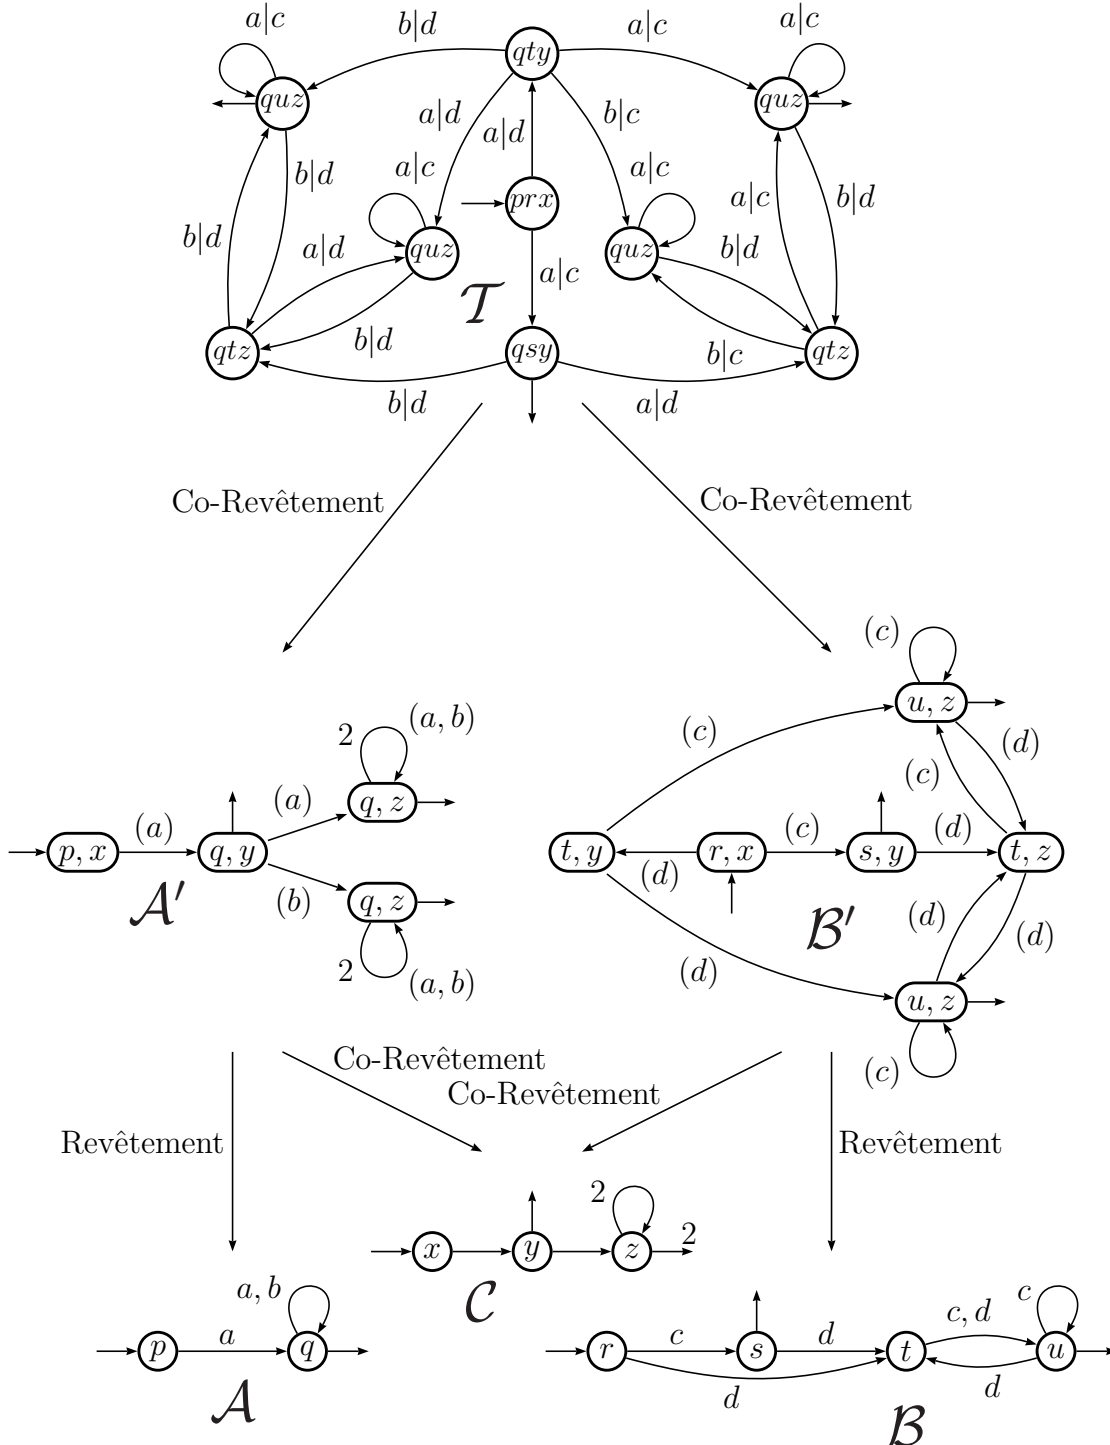 a|c b|d a|c a|c
qty
quz quz
a|d a|d b|c
b|d a|c prx a|c a|c b|d
b|d a|d quz quz b|d
a|c
T
b|d qsy b|c
qtz qtz
b|d a|d
Co-Revêtement Co-Revêtement
(c)
u, z
2 (a, b) (c) (d)
(a) q, z (c)
(a) (c) (d)
p, x q, y t, y r, x s, y t, z
(b) q, z (d)
A′ B′ (d) (d)
2 (a, b) (d)
u, z
(c)
Co-Revêtement
Co-Revêtement
Revêtement Revêtement
2 2
x y z
C
a, b c
a c d c, d
p q r s t u
d d
A B